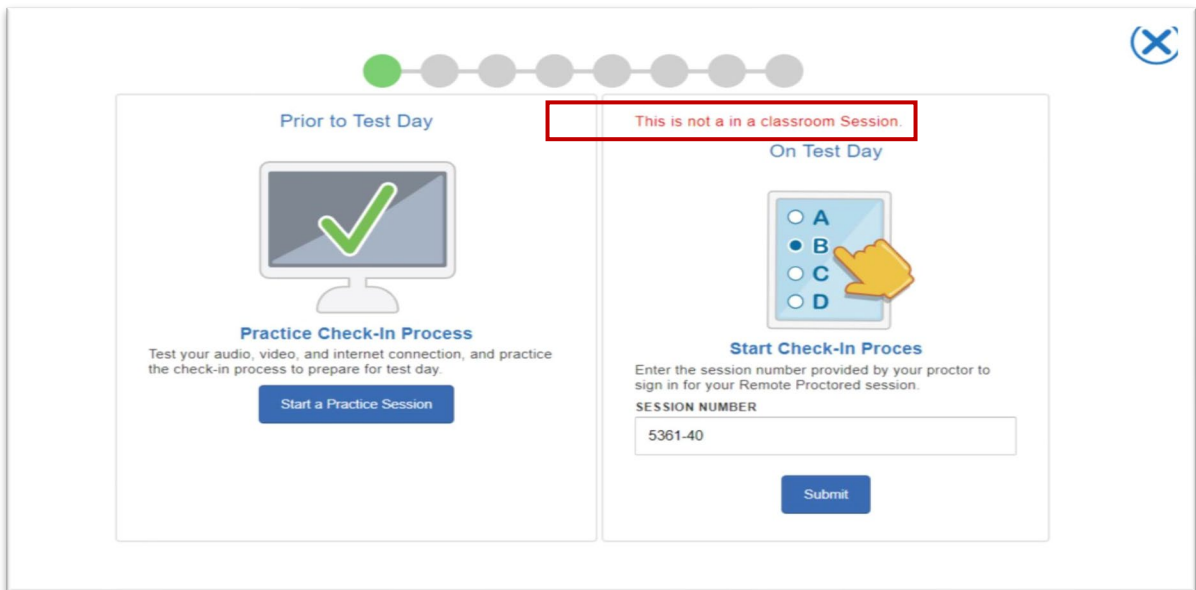 Prior to Test Day
Practice Check-In Process
Test your audio, video, and internet connection, and practice
the check-in process to prepare for test day.
Start a Practice Session
This is not a in a classroom Session.
On Test Day
A
B
C
D
Start Check-In Proces
Enter the session number provided by your proctor to
sign in for your Remote Proctored session.
SESSION NUMBER
5361-40
Submit